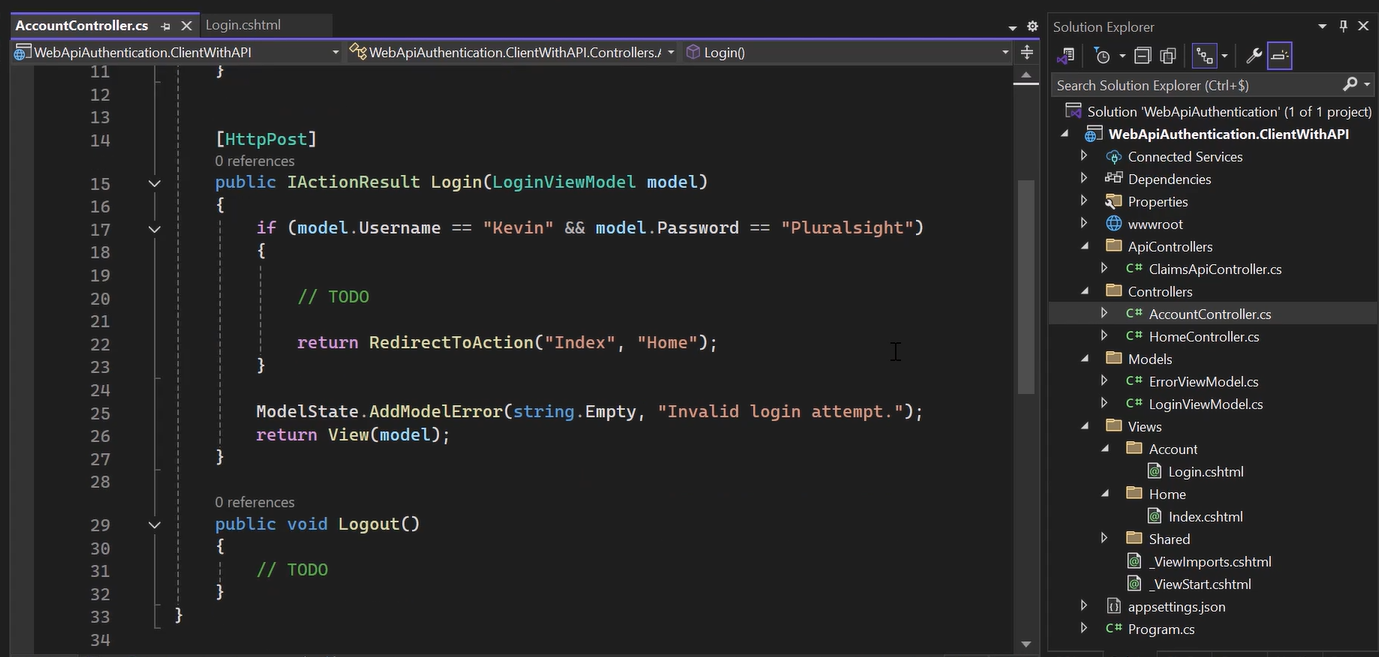 AccountController.cs
Login.cshtml
WebApiAuthentication.ClientWithAPI
WebApiAuthentication.ClientWithAPI.Controllers.A
Login()
11 }
12
13
14 [HttpPost]
0 references
15 public IActionResult Login(LoginViewModel model)
16 {
17 if (model.Username == "Kevin" && model.Password == "Pluralsight")
18 {
19
20 // TODO
21
22 return RedirectToAction("Index", "Home");
23 }
24
25 ModelState.AddModelError(string.Empty, "Invalid login attempt.");
26 return View(model);
27 }
28
0 references
29 public void Logout()
30 {
31 // TODO
32 }
33 }
34
Solution Explorer
Search Solution Explorer (Ctrl+$)
Solution 'WebApiAuthentication' (1 of 1 project)
WebApiAuthentication.ClientWithAPI
Connected Services
Dependencies
Properties
wwwroot
ApiControllers
C# ClaimsApiController.cs
Controllers
C# AccountController.cs
C# HomeController.cs
Models
C# ErrorViewModel.cs
C# LoginViewModel.cs
Views
Account
Login.cshtml
Home
Index.cshtml
Shared
_ViewImports.cshtml
_ViewStart.cshtml
appsettings.json
C# Program.cs